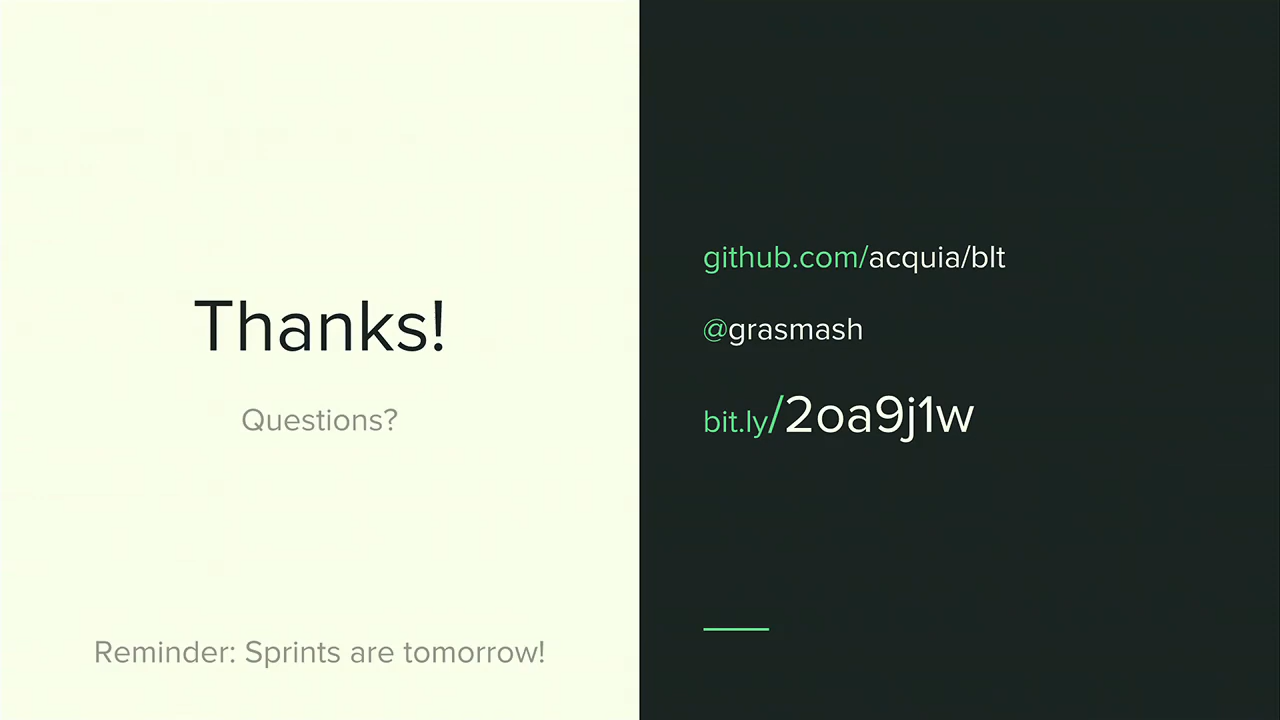 Thanks!
Questions?
Reminder: Sprints are tomorrow!
github.com/acquia/blt
@grasmash
bit.ly/2oa9j1w